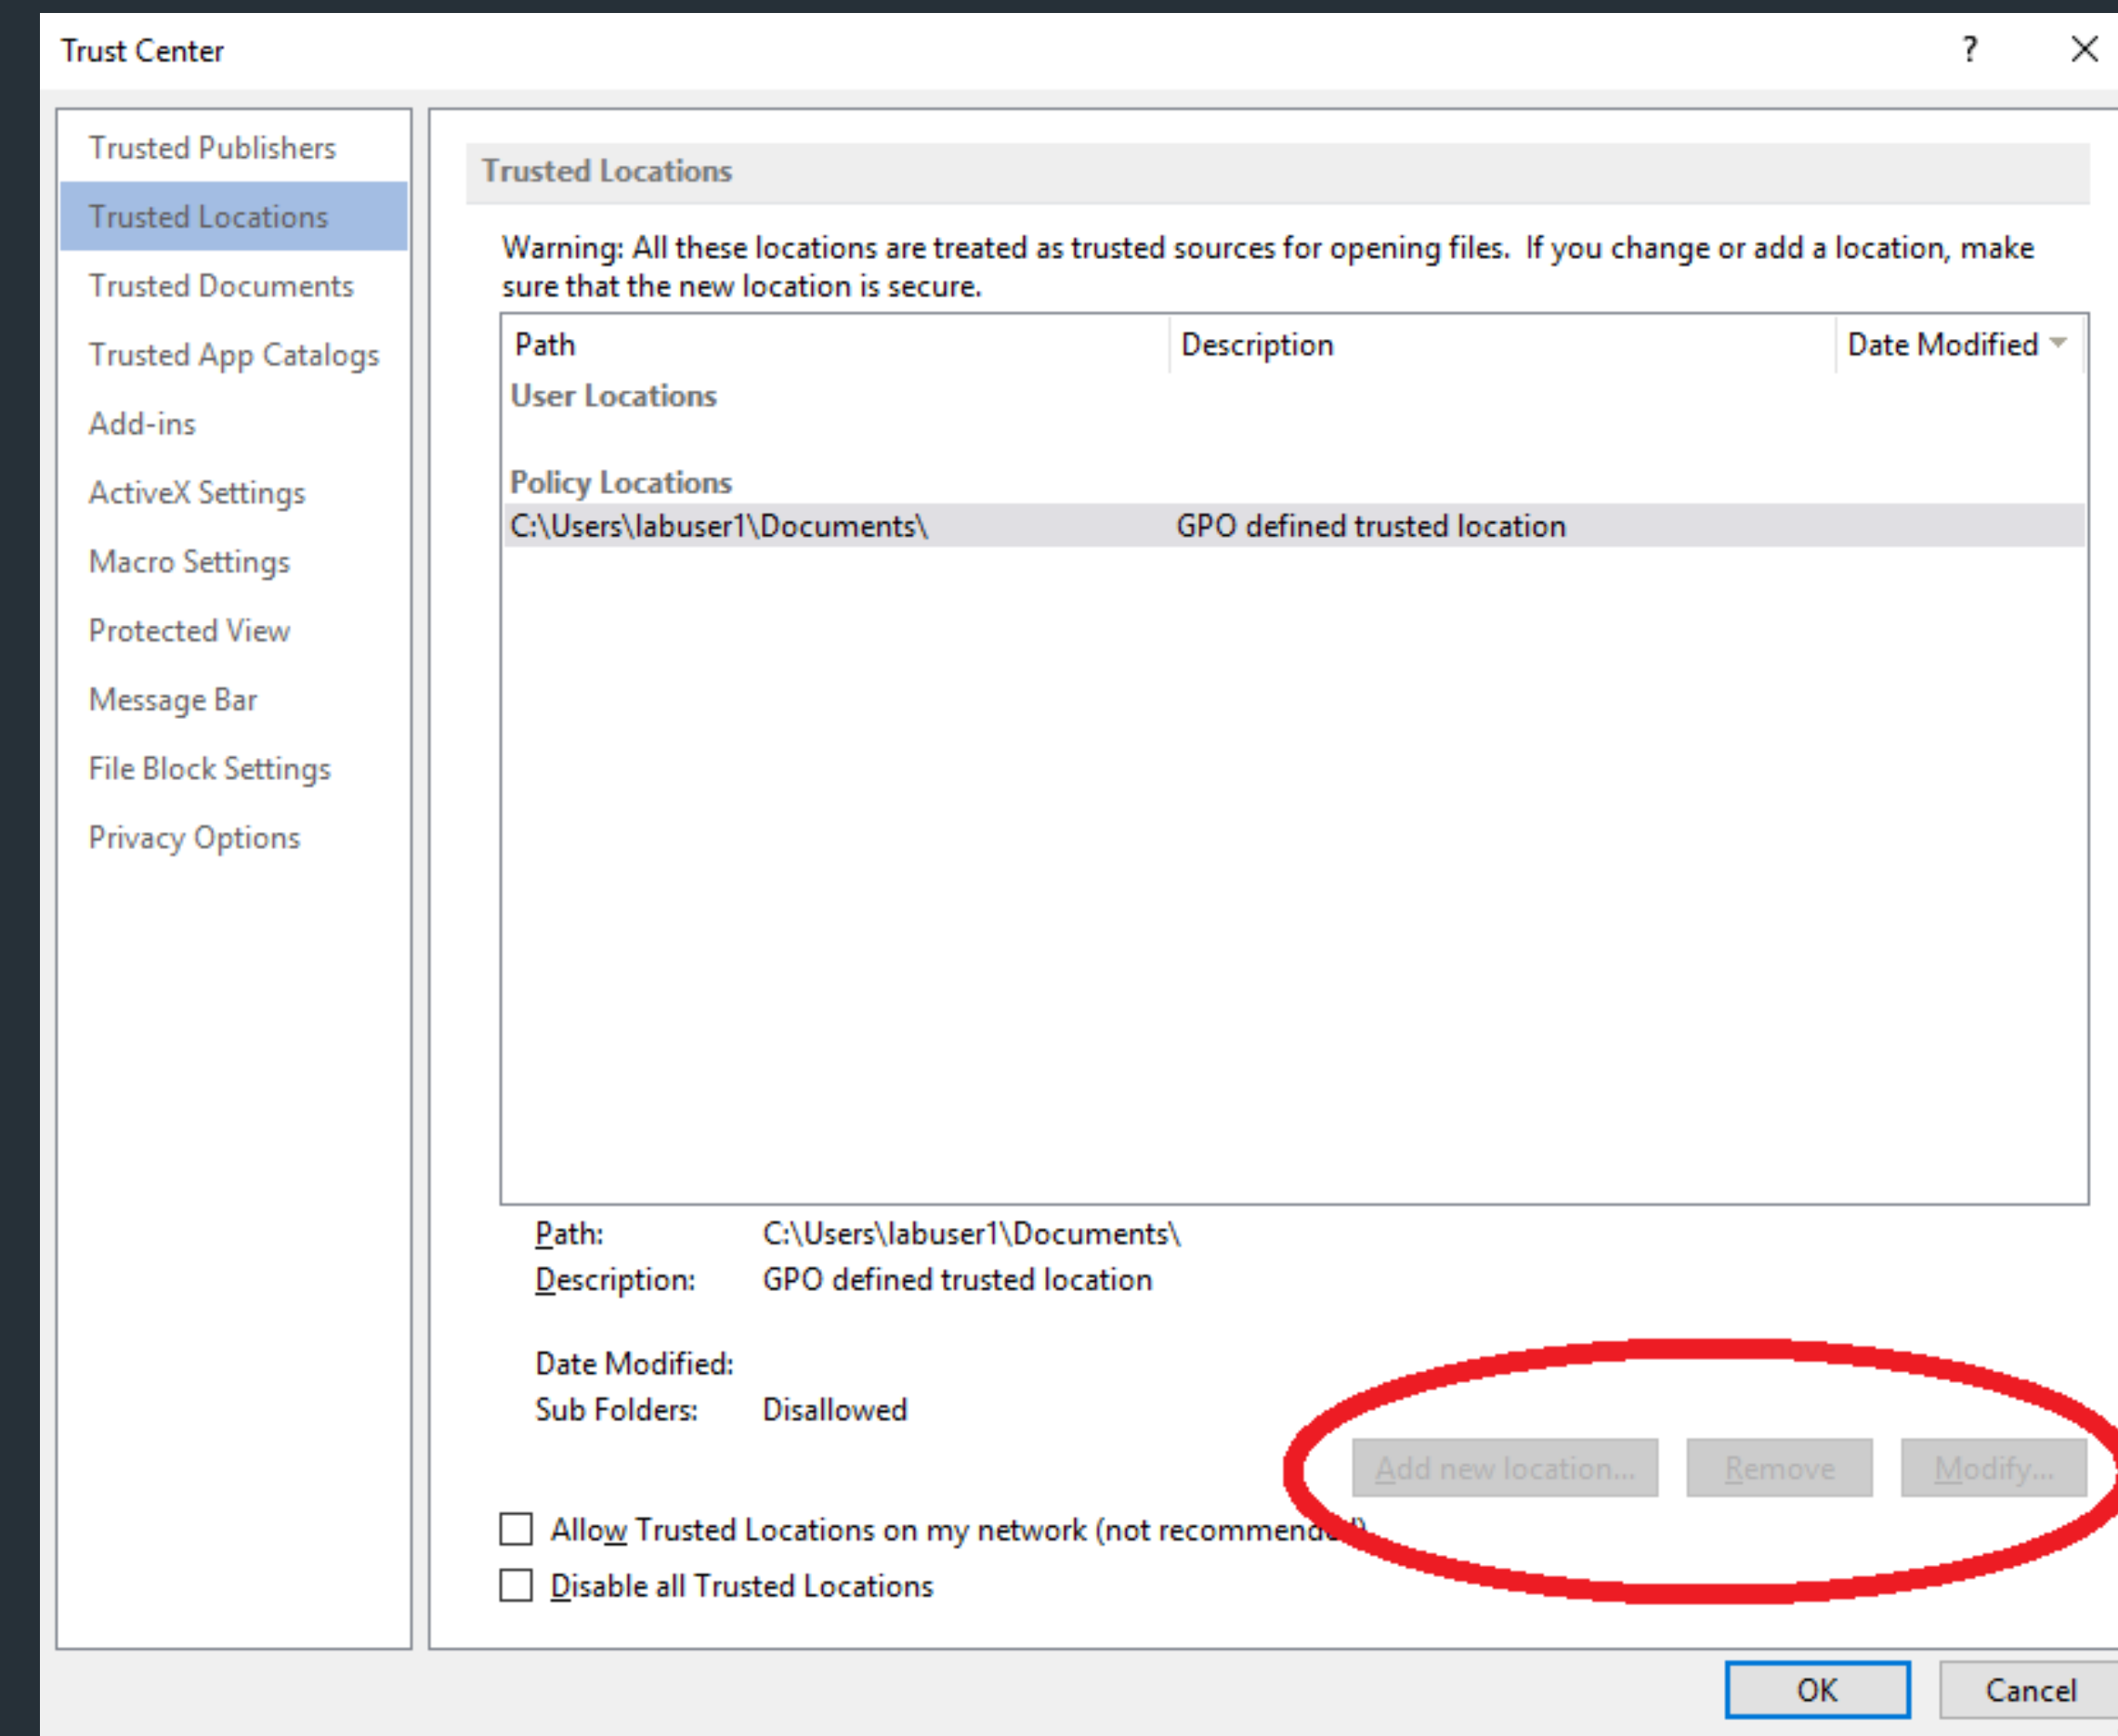 Trust Center ?
Trusted Publishers
Trusted Locations
Trusted Documents
Trusted App Catalogs
Add-ins
ActiveX Settings
Macro Settings
Protected View
Message Bar
File Block Settings
Privacy Options
Trusted Locations
Warning: All these locations are treated as trusted sources for opening files. If you change or add a location, make
sure that the new location is secure.
Path Description Date Modified
User Locations
Policy Locations
C:\Users\labuser1\Documents\ GPO defined trusted location
Path: C:\Users\labuser1\Documents\
Description: GPO defined trusted location
Date Modified:
Sub Folders: Disallowed
Add new location... Remove Modify...
Allow Trusted Locations on my network (not recommended)
Disable all Trusted Locations
OK Cancel